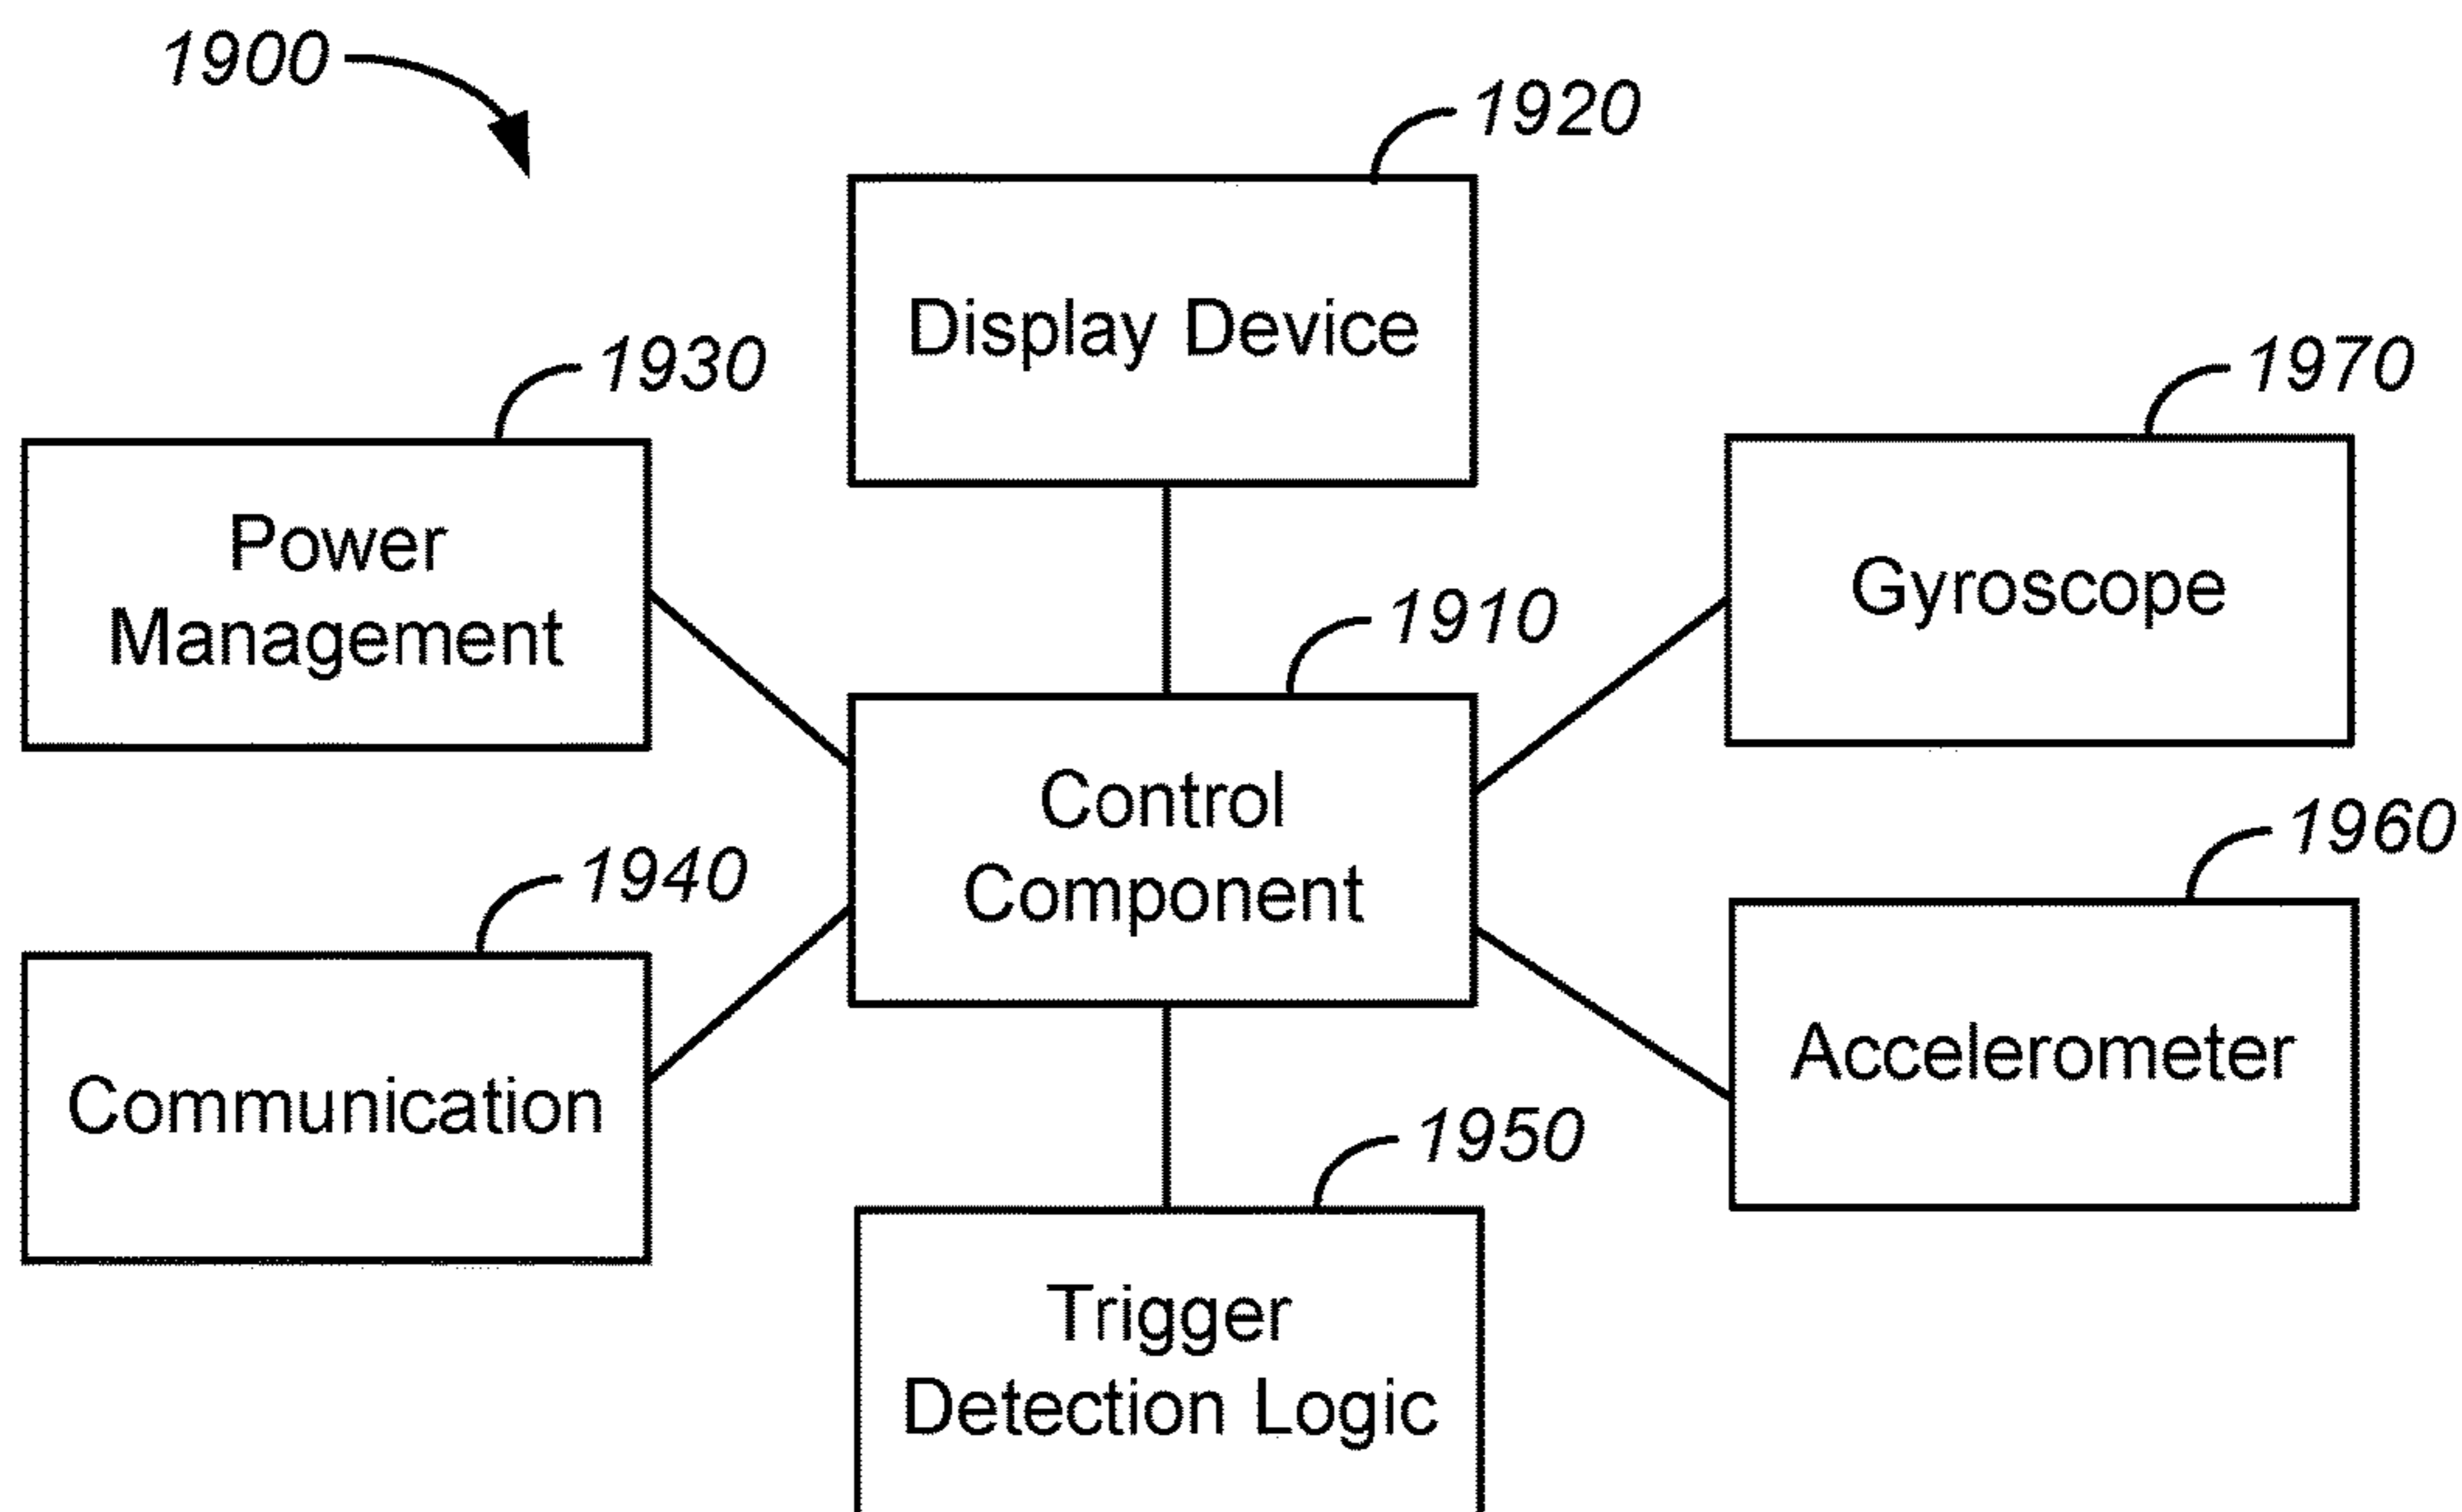 1900
1920
Display Device
1930
1970
Power
Management
Gyroscope
1910
Control
Component
1940
1960
Communication
Accelerometer
1950
Trigger
Detection Logic